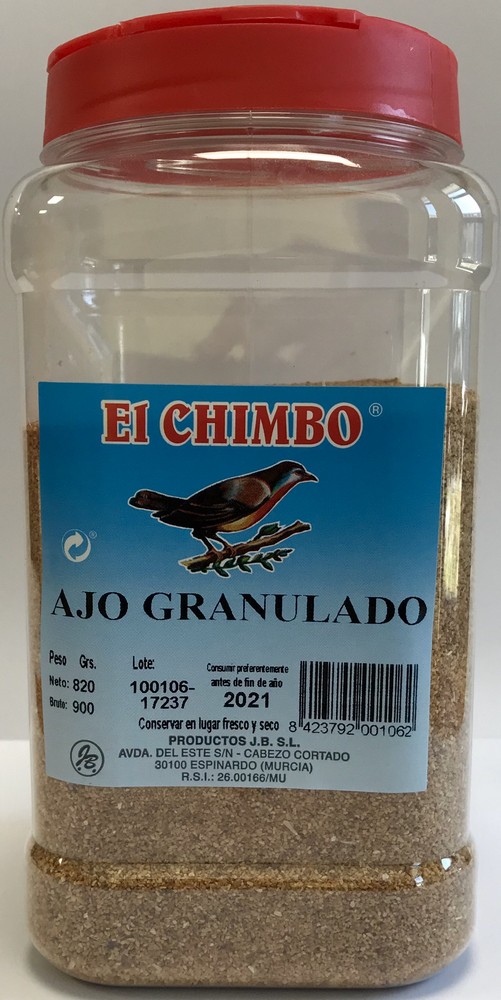 El CHIMBO ®
®
AJO GRANULADO
Peso Grs.
Neto: 820
Bruto: 900
Lote:
100106-
17237
Consumir preferentemente
antes de fin de año
2021
Conservar en lugar fresco y seco
8 423792 001062
PRODUCTOS J.B. S.L.
AVDA. DEL ESTE S/N - CABEZO CORTADO
30100 ESPINARDO (MURCIA)
R.S.I.: 26.00166/MU
J.B.